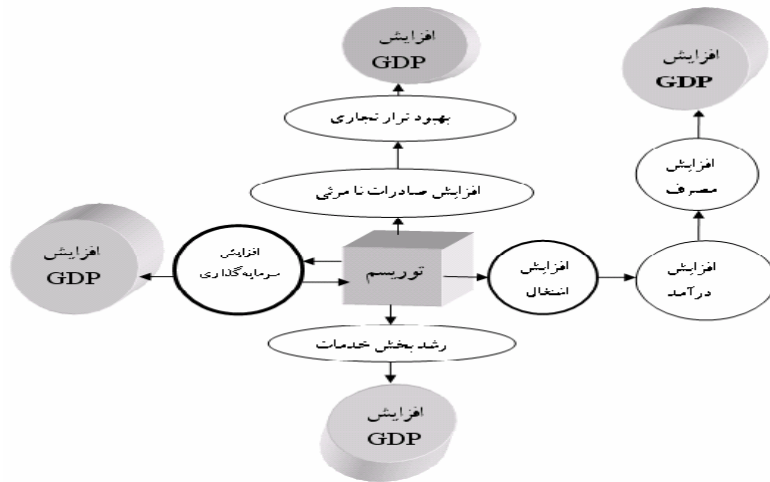 افزایش
GDP
افزایش
GDP
بهبود تراز تجاری
افزایش
مصرف
افزایش صادرات نا مرئی
افزایش
GDP
افزایش
سرمایه‌گذاری
توریسم
افزایش
اشتغال
افزایش
درآمد
رشد بخش خدمات
افزایش
GDP